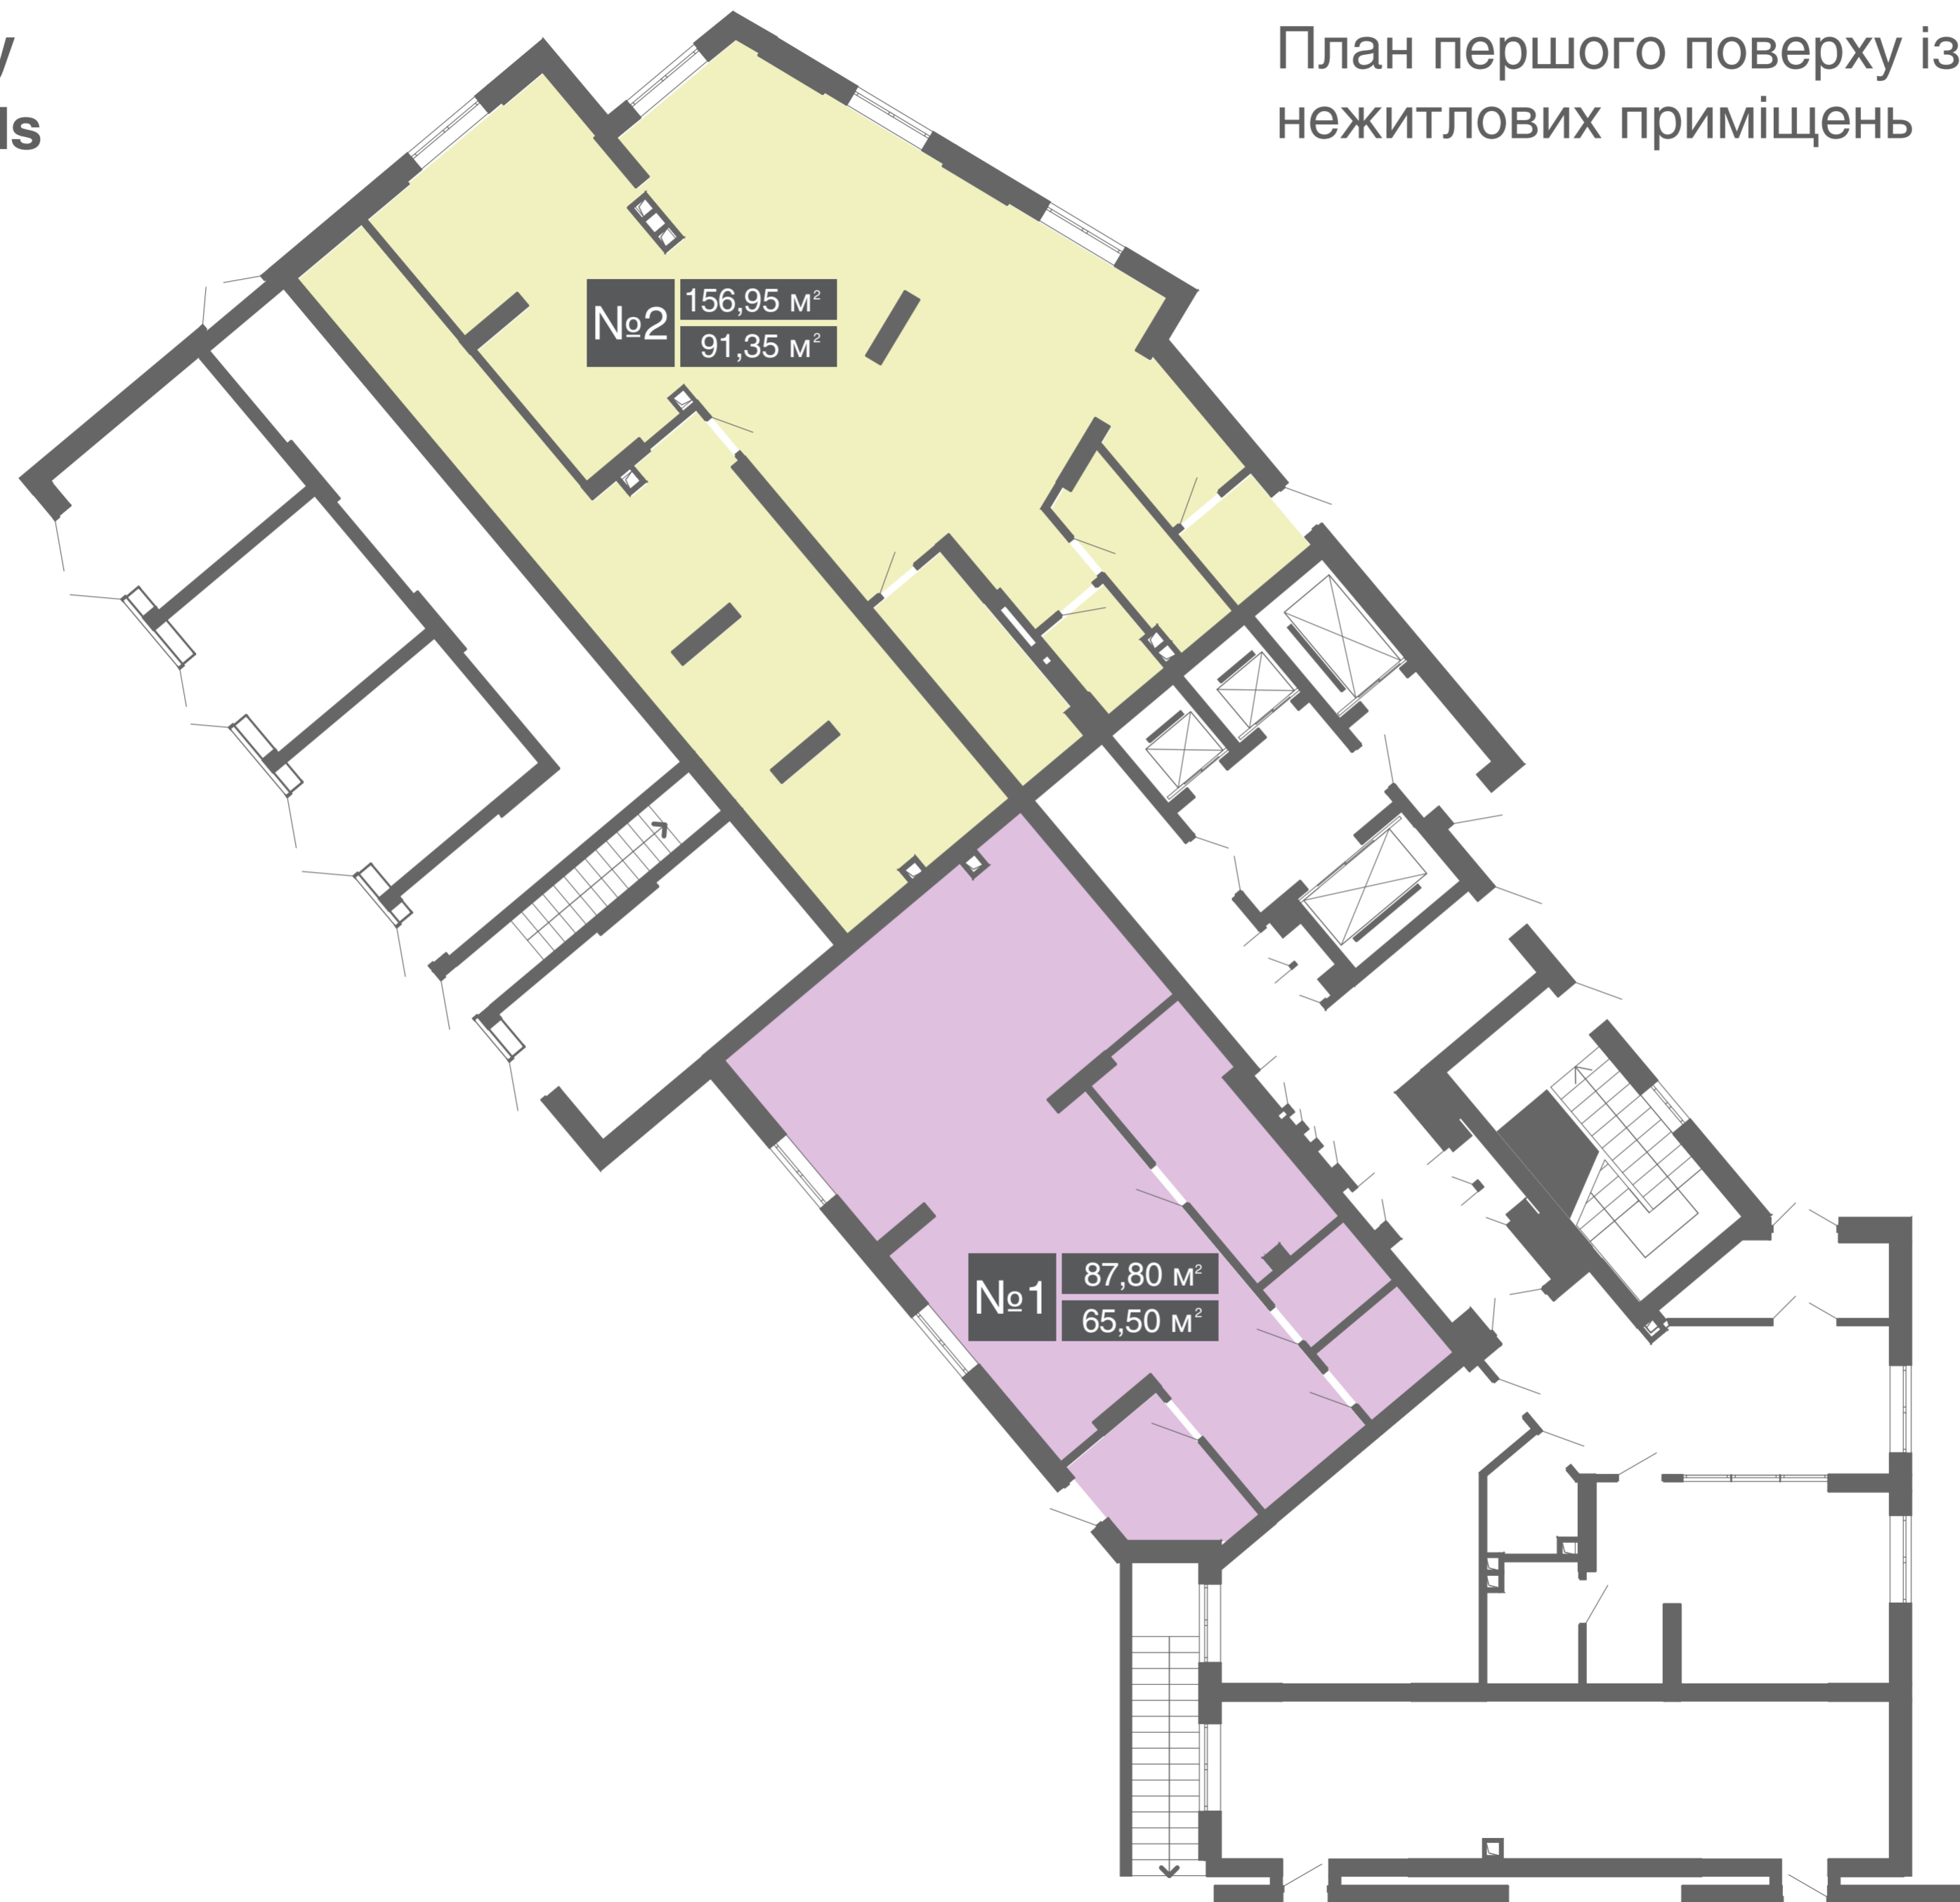 y
ls
План першого поверху із
нежитлових приміщень
№2
156,95 м²
91,35 м²
№1
87,80 м²
65,50 м²